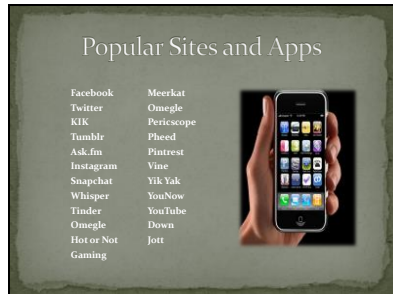 Popular Sites and Apps
Facebook
Twitter
KIK
Tumblr
Ask.fm
Instagram
Snapchat
Whisper
Tinder
Omegle
Hot or Not
Gaming
Meerkat
Omegle
Pericscope
Pheed
Pintrest
Vine
Yik Yak
YouNow
YouTube
Down
Jott